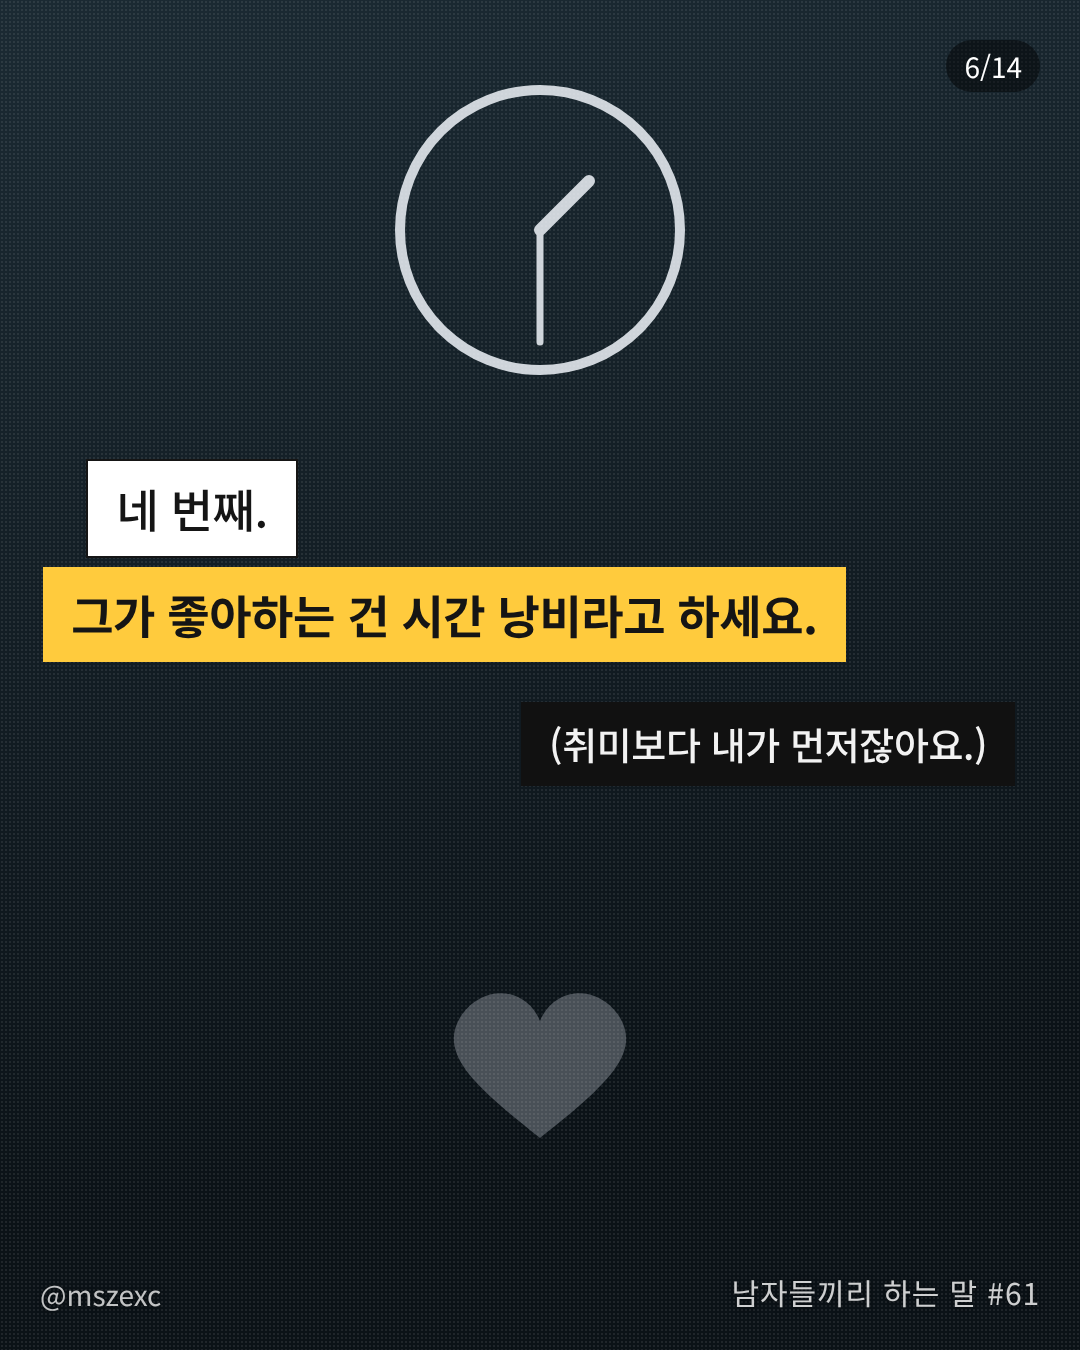 6/14
네 번째.
그가 좋아하는 건 시간 낭비라고 하세요.
(취미보다 내가 먼저잖아요.)
@mszexc
남자들끼리 하는 말 #61